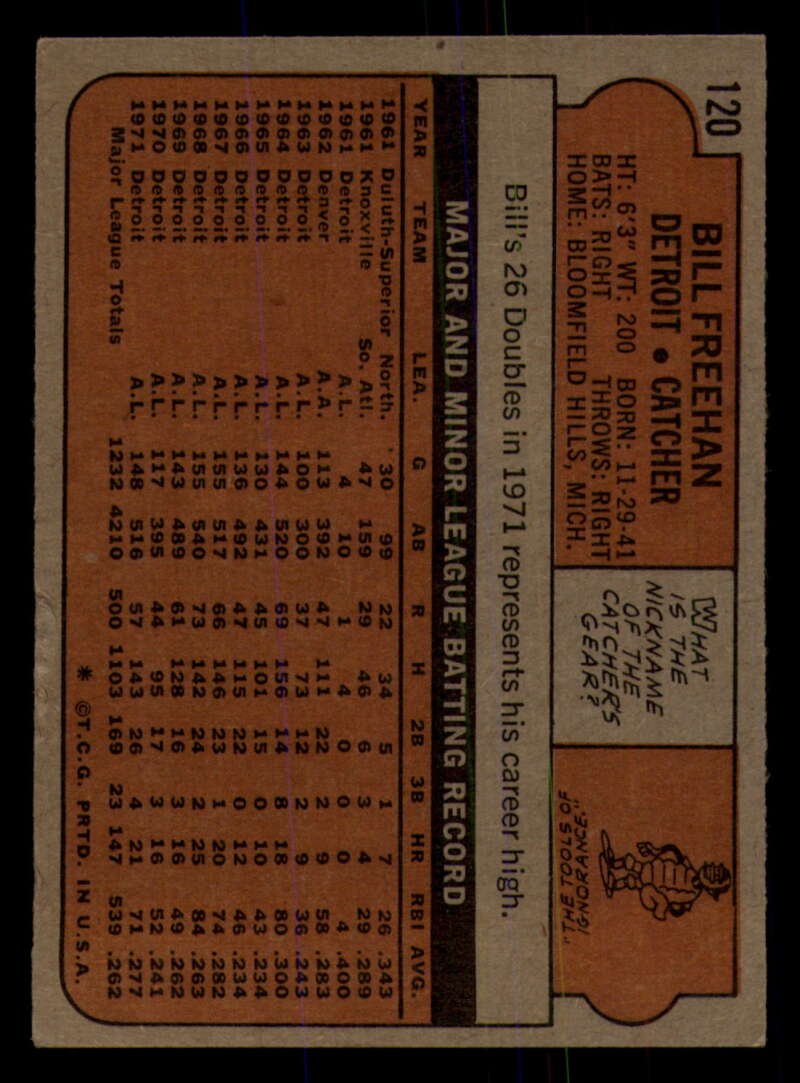 120
BILL FREEHAN
DETROIT • CATCHER
HT: 6'3" WT: 200 BORN: 11-29-41
BATS: RIGHT THROWS: RIGHT
HOME: BLOOMFIELD HILLS, MICH.
WHAT
IS THE
NICKNAME
OF THE
CATCHER'S
GEAR?
"THE TOOLS OF
IGNORANCE."
Bill's 26 Doubles in 1971 represents his career high.
MAJOR AND MINOR LEAGUE BATTING RECORD
YEAR TEAM LEA. G AB R H 2B 3B HR RBI AVG.
1961 Duluth-Superior North. 30 99 22 34 5 1 7 26 .343
1961 Knoxville So. Atl. 47 159 29 46 6 3 4 29 .289
1961 Detroit A.L. 4 10 1 4 0 0 0 4 .400
1962 Denver A.A. 113 392 47 111 22 2 9 58 .283
1963 Detroit A.L. 100 300 37 73 12 2 9 36 .243
1964 Detroit A.L. 144 520 69 156 14 8 18 80 .300
1965 Detroit A.L. 130 431 45 101 15 0 10 43 .234
1966 Detroit A.L. 136 492 47 115 22 0 12 46 .234
1967 Detroit A.L. 155 517 66 146 23 1 20 74 .282
1968 Detroit A.L. 155 540 73 142 24 2 25 84 .263
1969 Detroit A.L. 143 489 61 128 16 3 16 49 .262
1970 Detroit A.L. 117 395 44 95 17 3 16 52 .241
1971 Detroit A.L. 148 516 57 143 26 4 21 71 .277
Major League Totals 1232 4210 500 1103 169 23 147 539 .262
* ©T.C.G. PRTD. IN U.S.A.